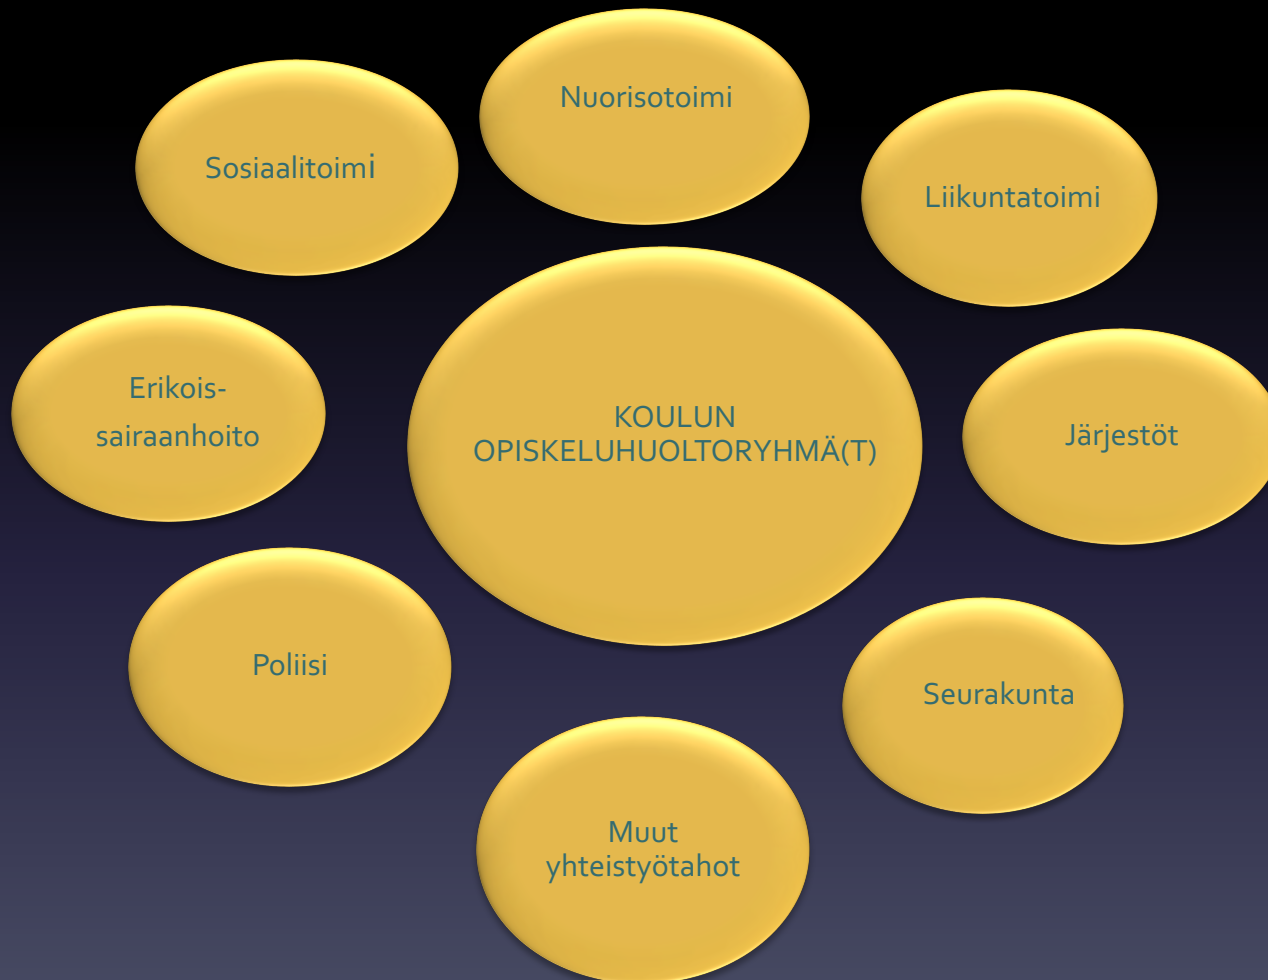 Nuorisotoimi
Sosiaalitoimi
Liikuntatoimi
Erikois-
sairaanhoito
KOULUN
OPISKELUHUOLTORYHMÄ(T)
Järjestöt
Poliisi
Seurakunta
Muut
yhteistyötahot